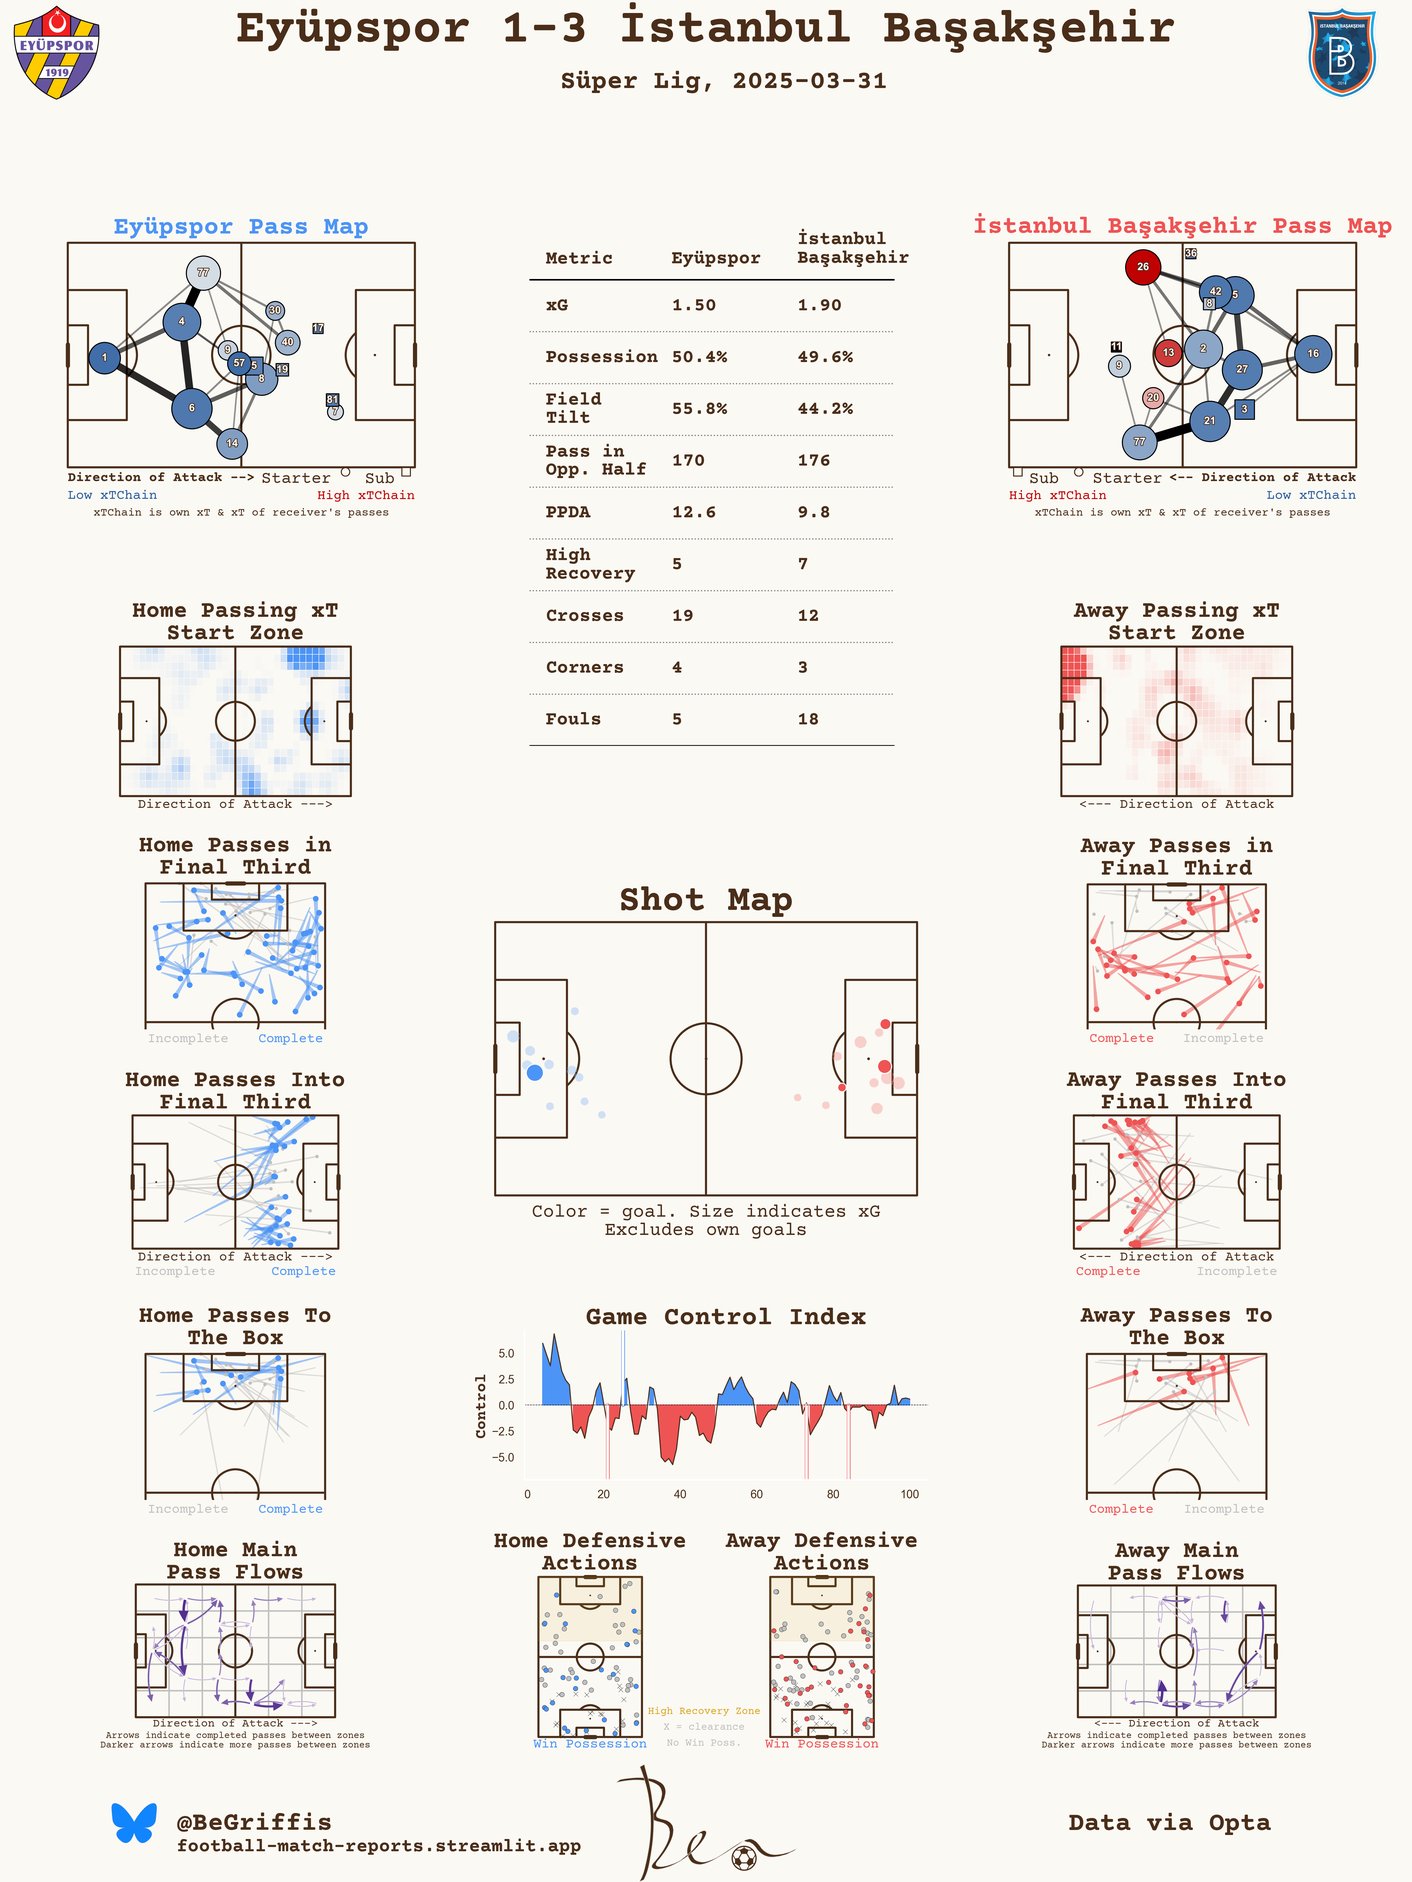 Eyüpspor 1-3 İstanbul Başakşehir
Süper Lig, 2025-03-31
EYÜPSPOR
1919
İSTANBUL BAŞAKŞEHİR
B
2014
Eyüpspor Pass Map
77
30
17
4
40
1
9
57
5
19
8
81
7
6
14
Direction of Attack --> Starter Sub
Low xTChain High xTChain
xTChain is own xT & xT of receiver's passes
Metric Eyüpspor İstanbul
Başakşehir
xG 1.50 1.90
Possession 50.4% 49.6%
Field
Tilt 55.8% 44.2%
Pass in
Opp. Half 170 176
PPDA 12.6 9.8
High
Recovery 5 7
Crosses 19 12
Corners 4 3
Fouls 5 18
İstanbul Başakşehir Pass Map
36
26
42
5
8
11
13
2
16
9
27
20
3
21
77
Sub Starter <-- Direction of Attack
High xTChain Low xTChain
xTChain is own xT & xT of receiver's passes
Home Passing xT
Start Zone
Direction of Attack --->
Away Passing xT
Start Zone
<--- Direction of Attack
Home Passes in
Final Third
Incomplete Complete
Away Passes in
Final Third
Complete Incomplete
Shot Map
Color = goal. Size indicates xG
Excludes own goals
Home Passes Into
Final Third
Direction of Attack --->
Incomplete Complete
Away Passes Into
Final Third
<--- Direction of Attack
Complete Incomplete
Home Passes To
The Box
Incomplete Complete
Game Control Index
Control
5.0
2.5
0.0
−2.5
−5.0
0 20 40 60 80 100
Away Passes To
The Box
Complete Incomplete
Home Main
Pass Flows
Direction of Attack --->
Arrows indicate completed passes between zones
Darker arrows indicate more passes between zones
Home Defensive
Actions
Win Possession
High Recovery Zone
X = clearance
No Win Poss.
Away Defensive
Actions
Win Possession
Away Main
Pass Flows
<--- Direction of Attack
Arrows indicate completed passes between zones
Darker arrows indicate more passes between zones
@BeGriffis
football-match-reports.streamlit.app
Ben
Data via Opta